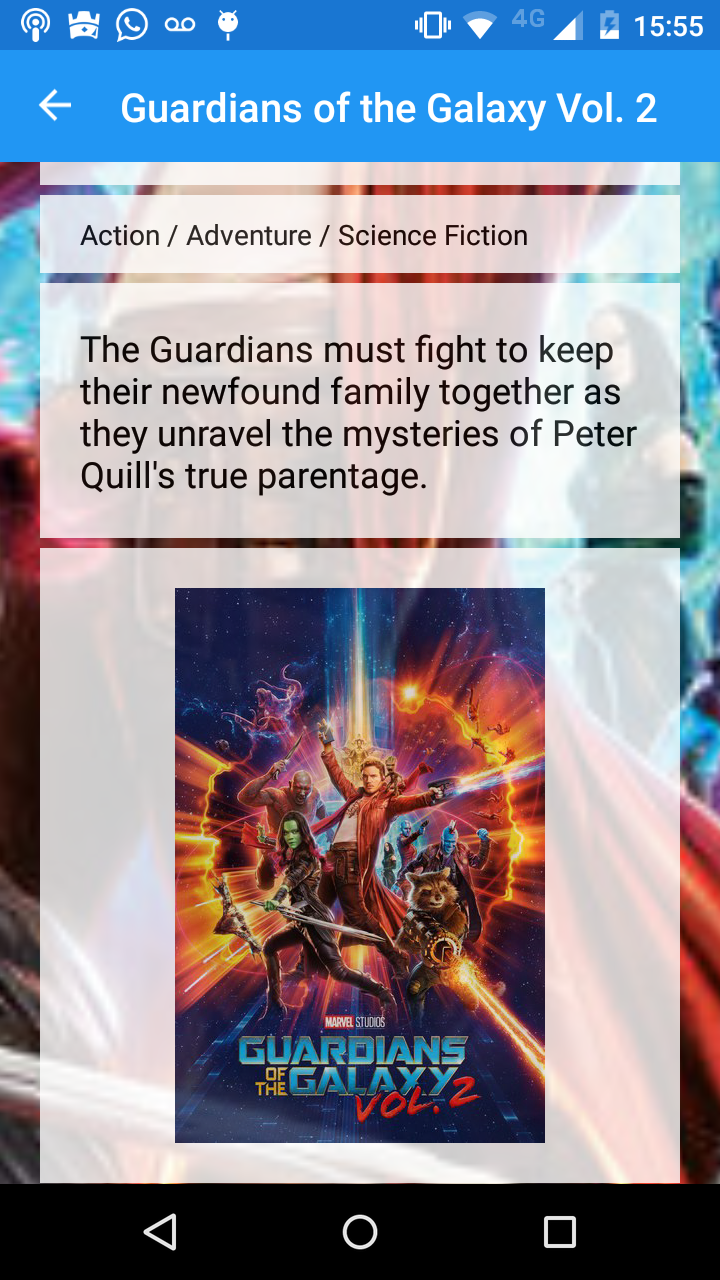 4G 15:55
Guardians of the Galaxy Vol. 2
Action / Adventure / Science Fiction
The Guardians must fight to keep
their newfound family together as
they unravel the mysteries of Peter
Quill's true parentage.
MARVEL STUDIOS
GUARDIANS
OF THE GALAXY
VOL. 2